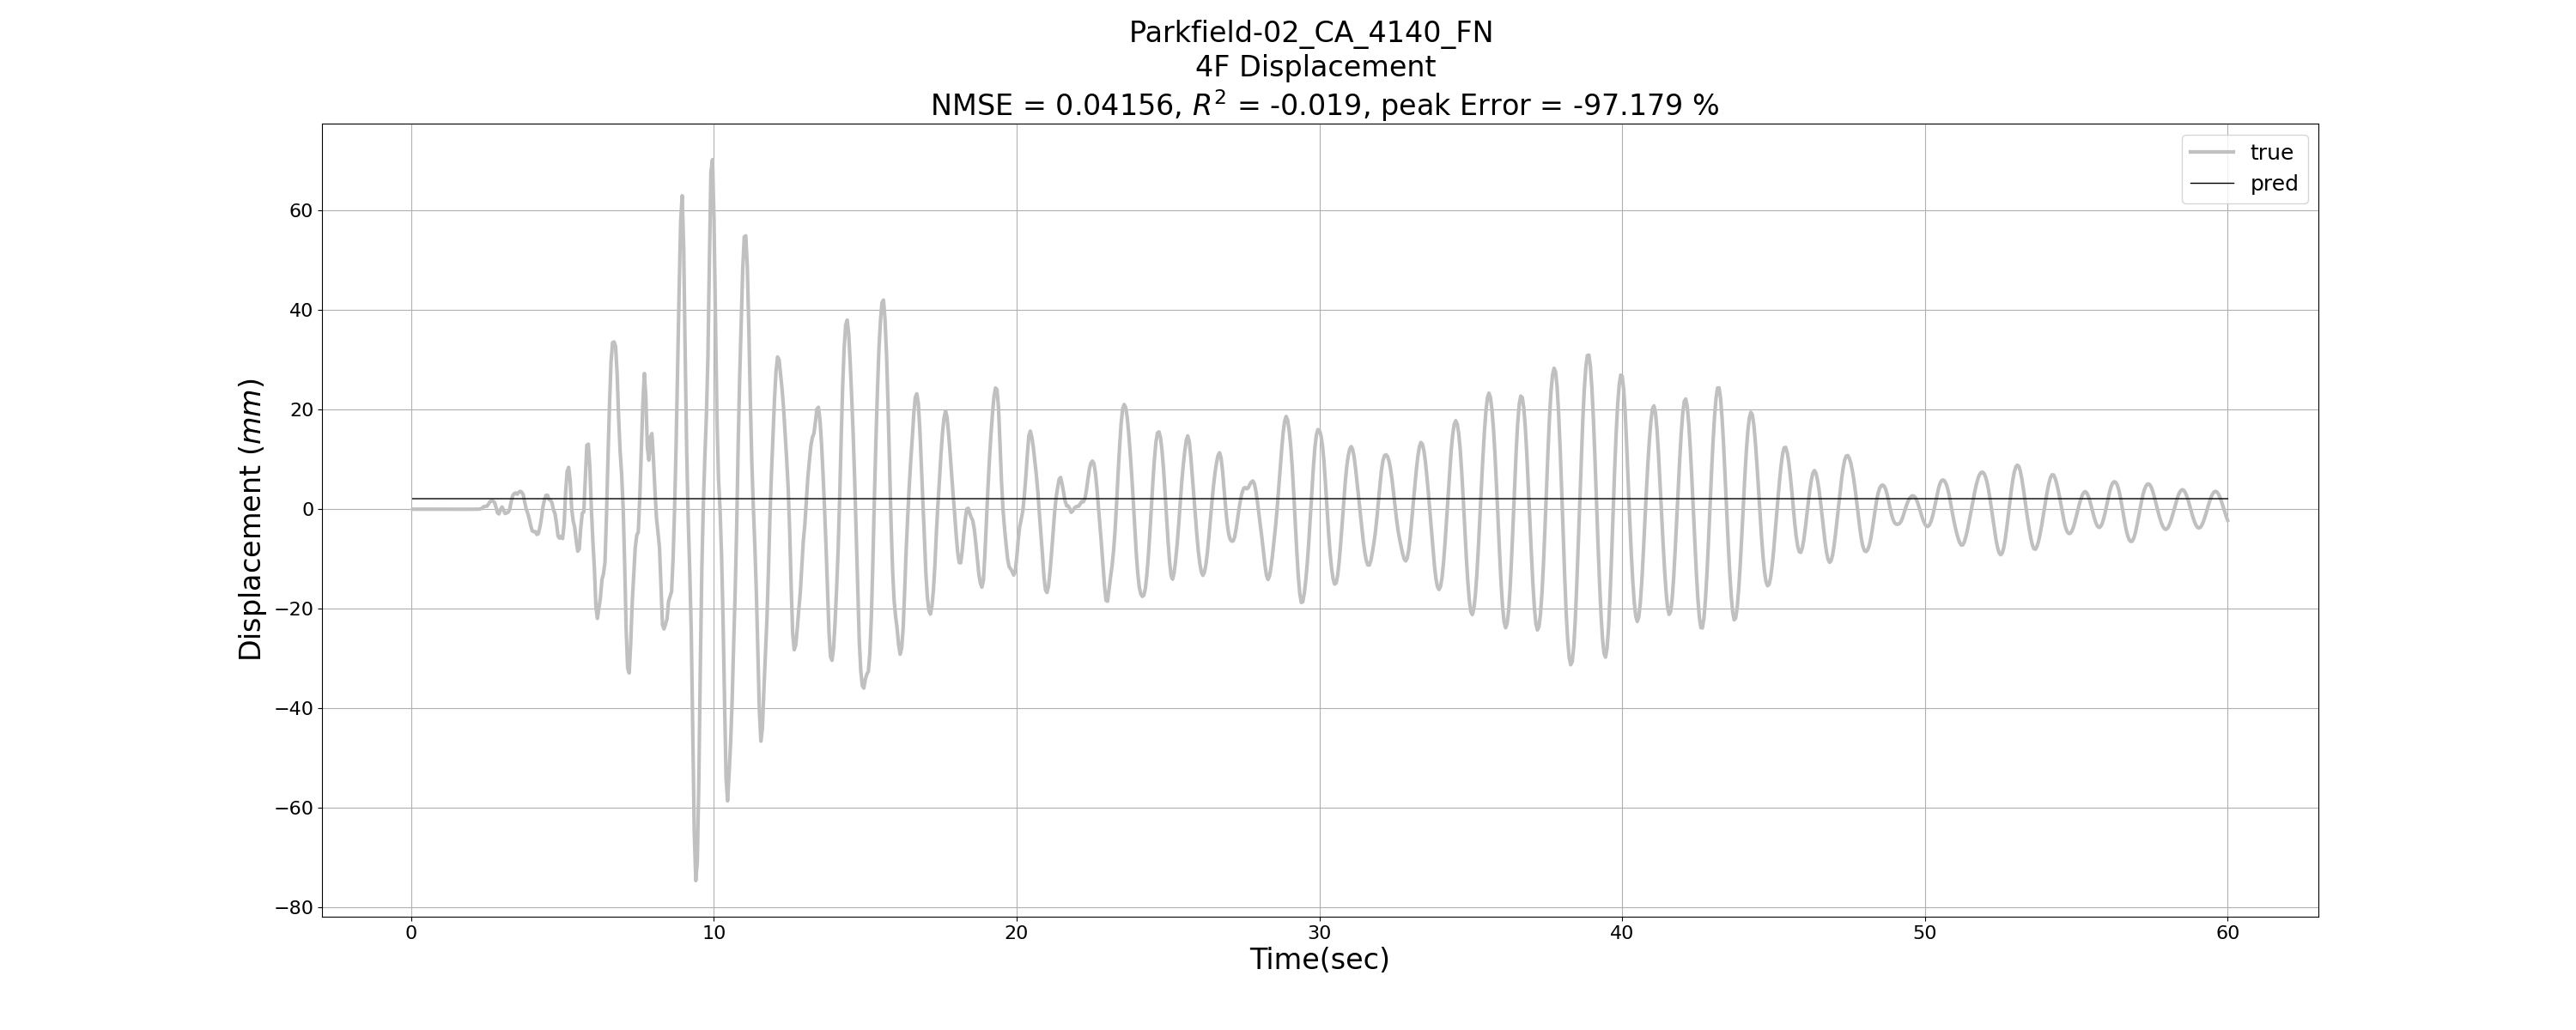 Parkfield-02_CA_4140_FN
4F Displacement
NMSE = 0.04156, R² = -0.019, peak Error = -97.179 %
true
pred
Displacement (mm)
60
40
20
0
−20
−40
−60
−80
0 10 20 30 40 50 60
Time(sec)